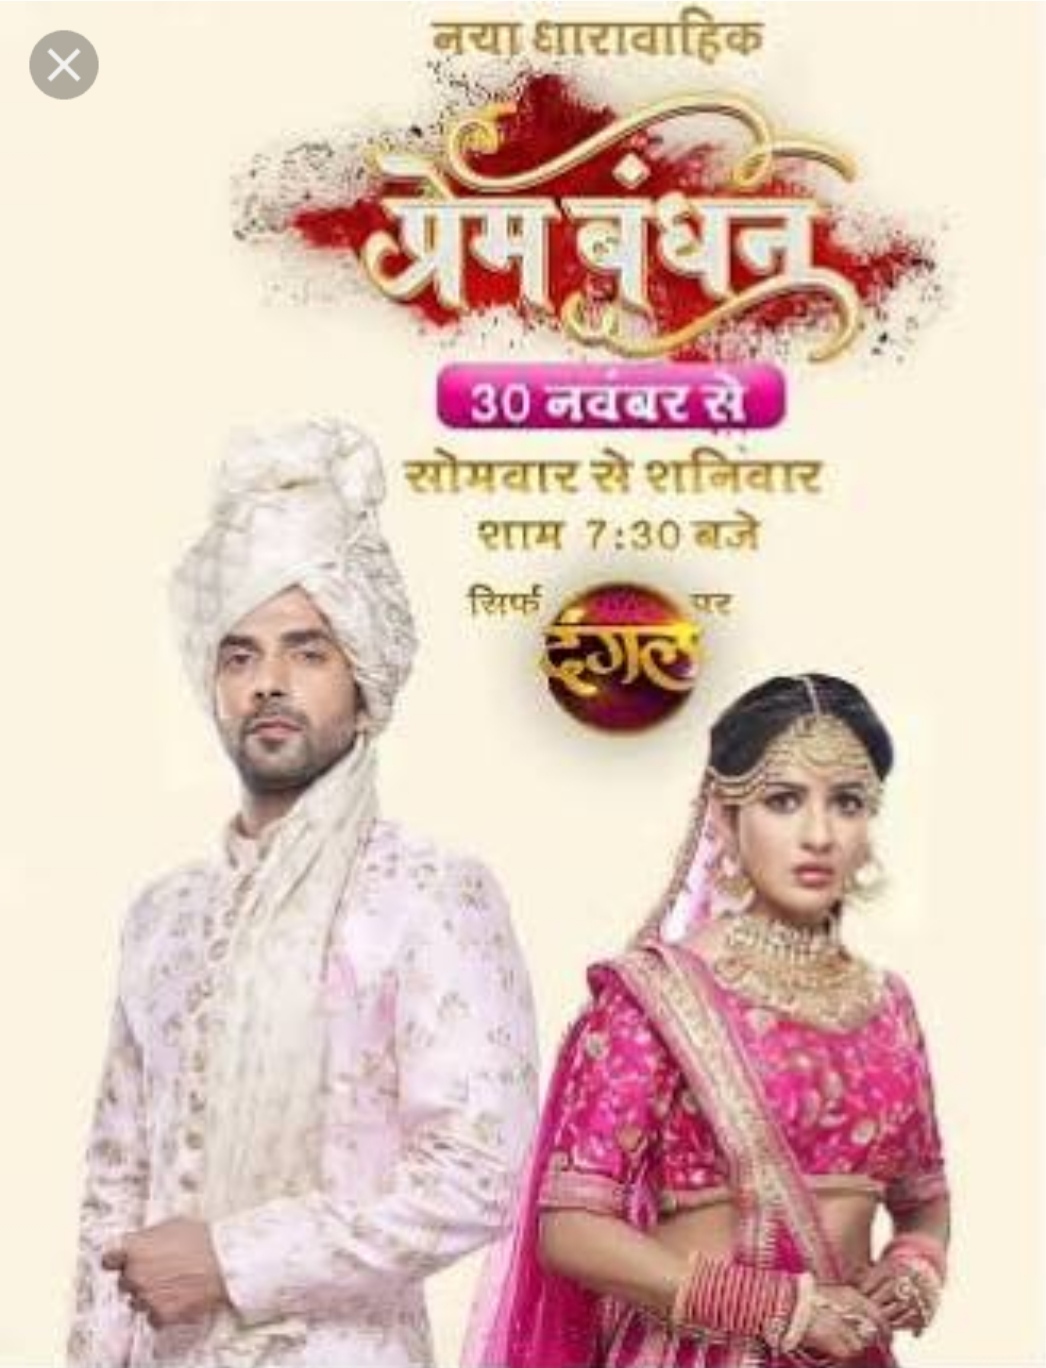 नया धारावाहिक
प्रेम बंधन
30 नवंबर से
सोमवार से शनिवार
शाम 7:30 बजे
सिर्फ दंगल पर